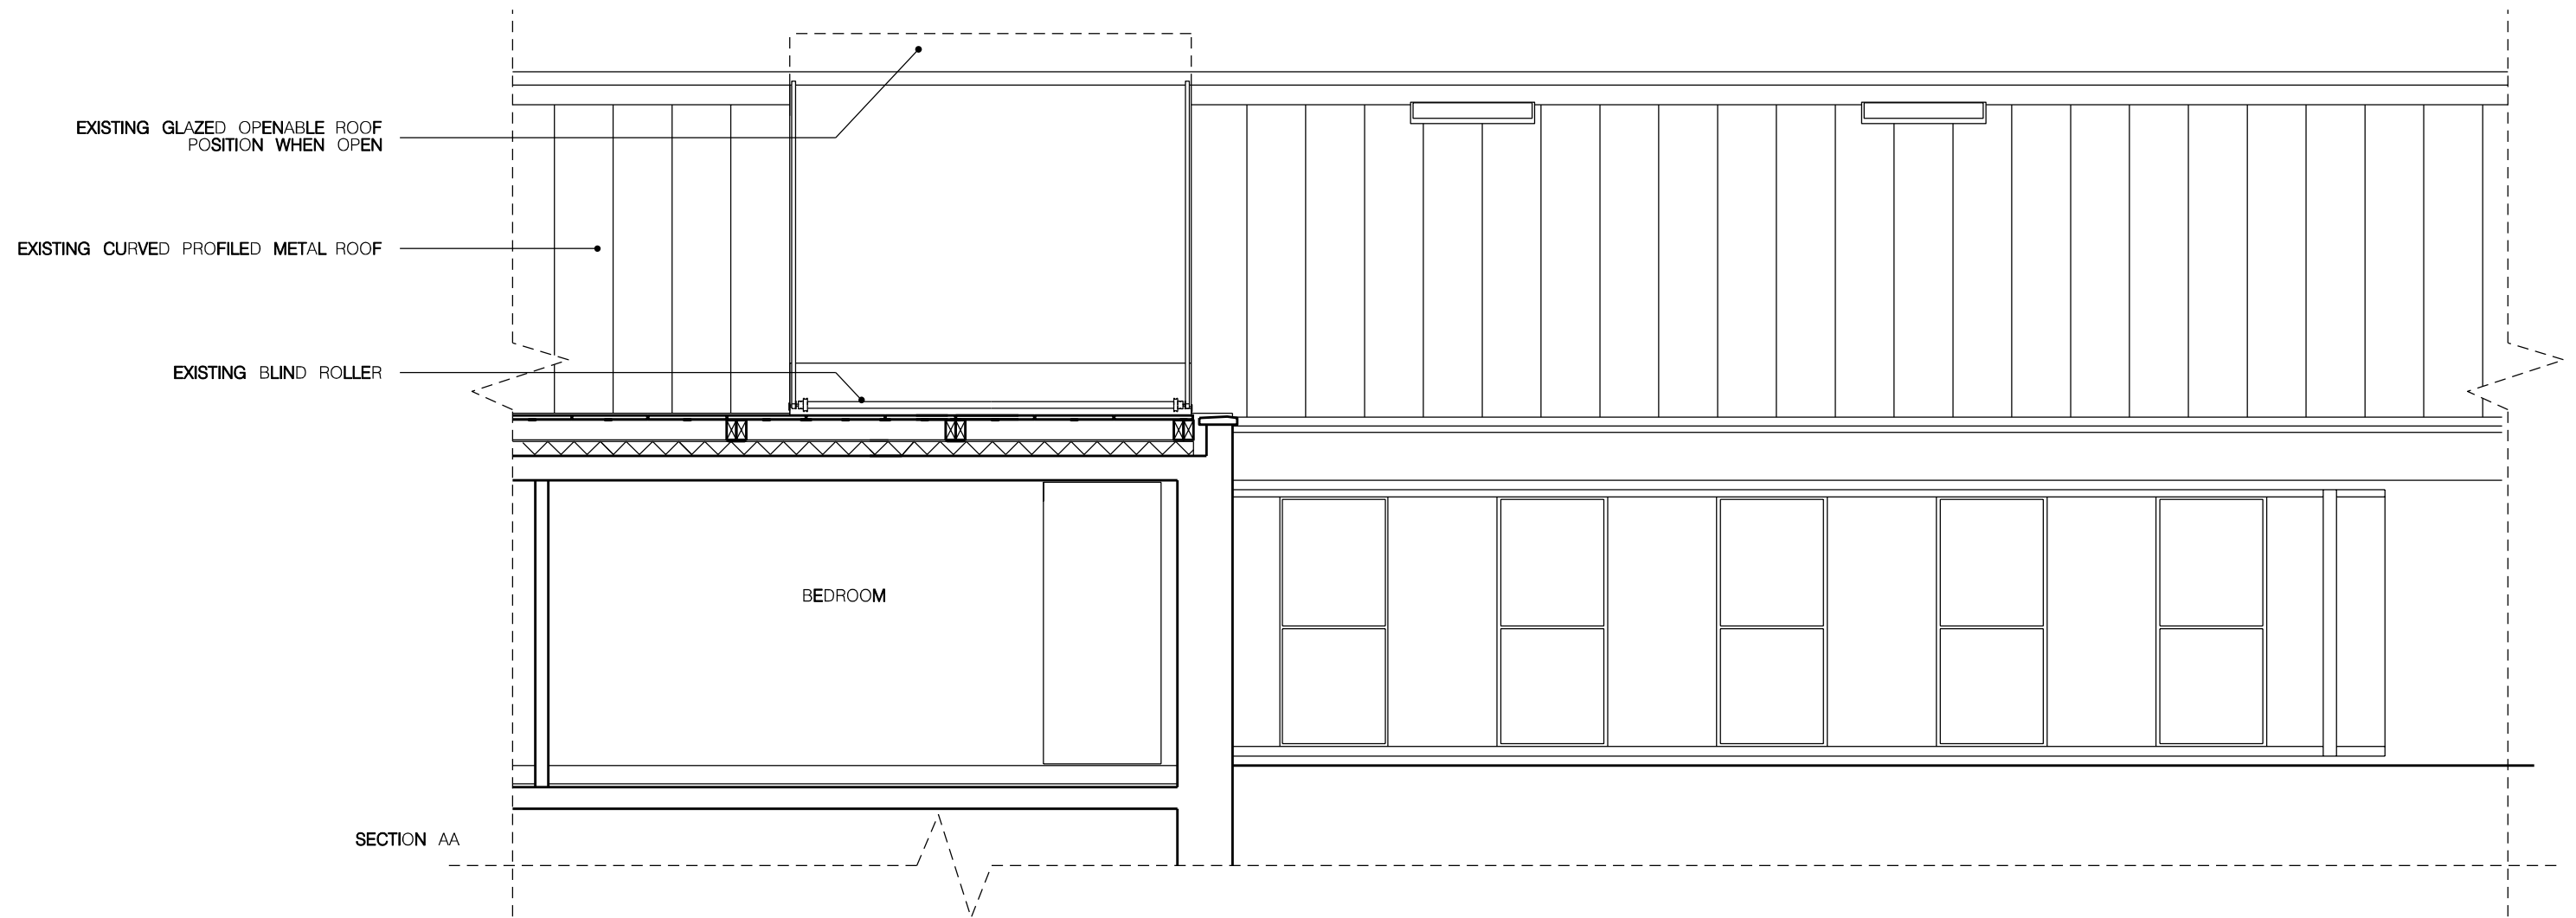 EXISTING GLAZED OPENABLE ROOF
POSITION WHEN OPEN
EXISTING CURVED PROFILED METAL ROOF
EXISTING BLIND ROLLER
BEDROOM
SECTION AA